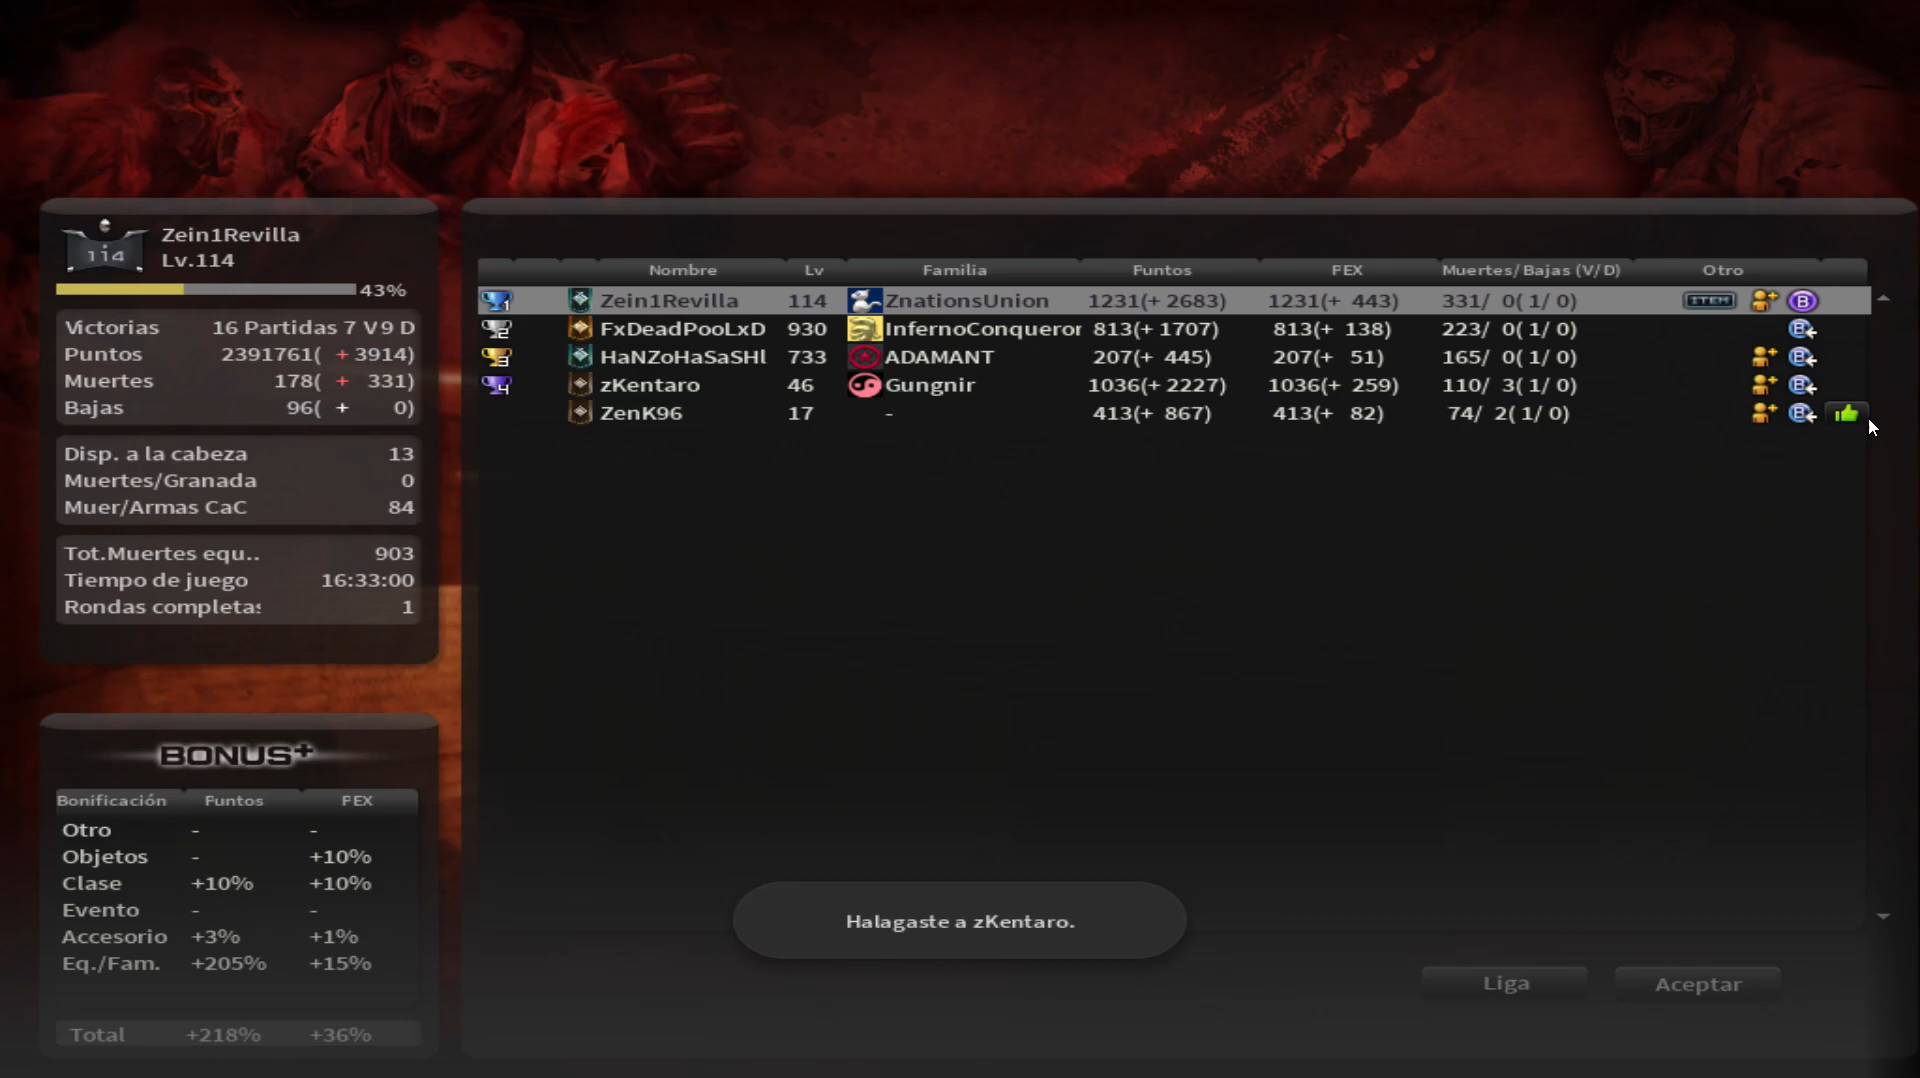 114
Zein1Revilla
Lv.114
43%
Victorias 16 Partidas 7 V 9 D
Puntos 2391761( + 3914)
Muertes 178( + 331)
Bajas 96( + 0)
Disp. a la cabeza 13
Muertes/Granada 0
Muer/Armas CaC 84
Tot.Muertes equ.. 903
Tiempo de juego 16:33:00
Rondas completas 1
BONUS+
Bonificación Puntos FEX
Otro - -
Objetos - +10%
Clase +10% +10%
Evento - -
Accesorio +3% +1%
Eq./Fam. +205% +15%
Total +218% +36%
Nombre Lv Familia Puntos FEX Muertes/Bajas (V/D) Otro
1 Zein1Revilla 114 ZnationsUnion 1231(+ 2683) 1231(+ 443) 331/ 0( 1/ 0) ITEM B
2 FxDeadPooLxD 930 InfernoConqueror 813(+ 1707) 813(+ 138) 223/ 0( 1/ 0) B
3 HaNZoHaSaSHI 733 ADAMANT 207(+ 445) 207(+ 51) 165/ 0( 1/ 0) B
4 zKentaro 46 Gungnir 1036(+ 2227) 1036(+ 259) 110/ 3( 1/ 0) B
ZenK96 17 - 413(+ 867) 413(+ 82) 74/ 2( 1/ 0) B
Halagaste a zKentaro.
Liga Aceptar